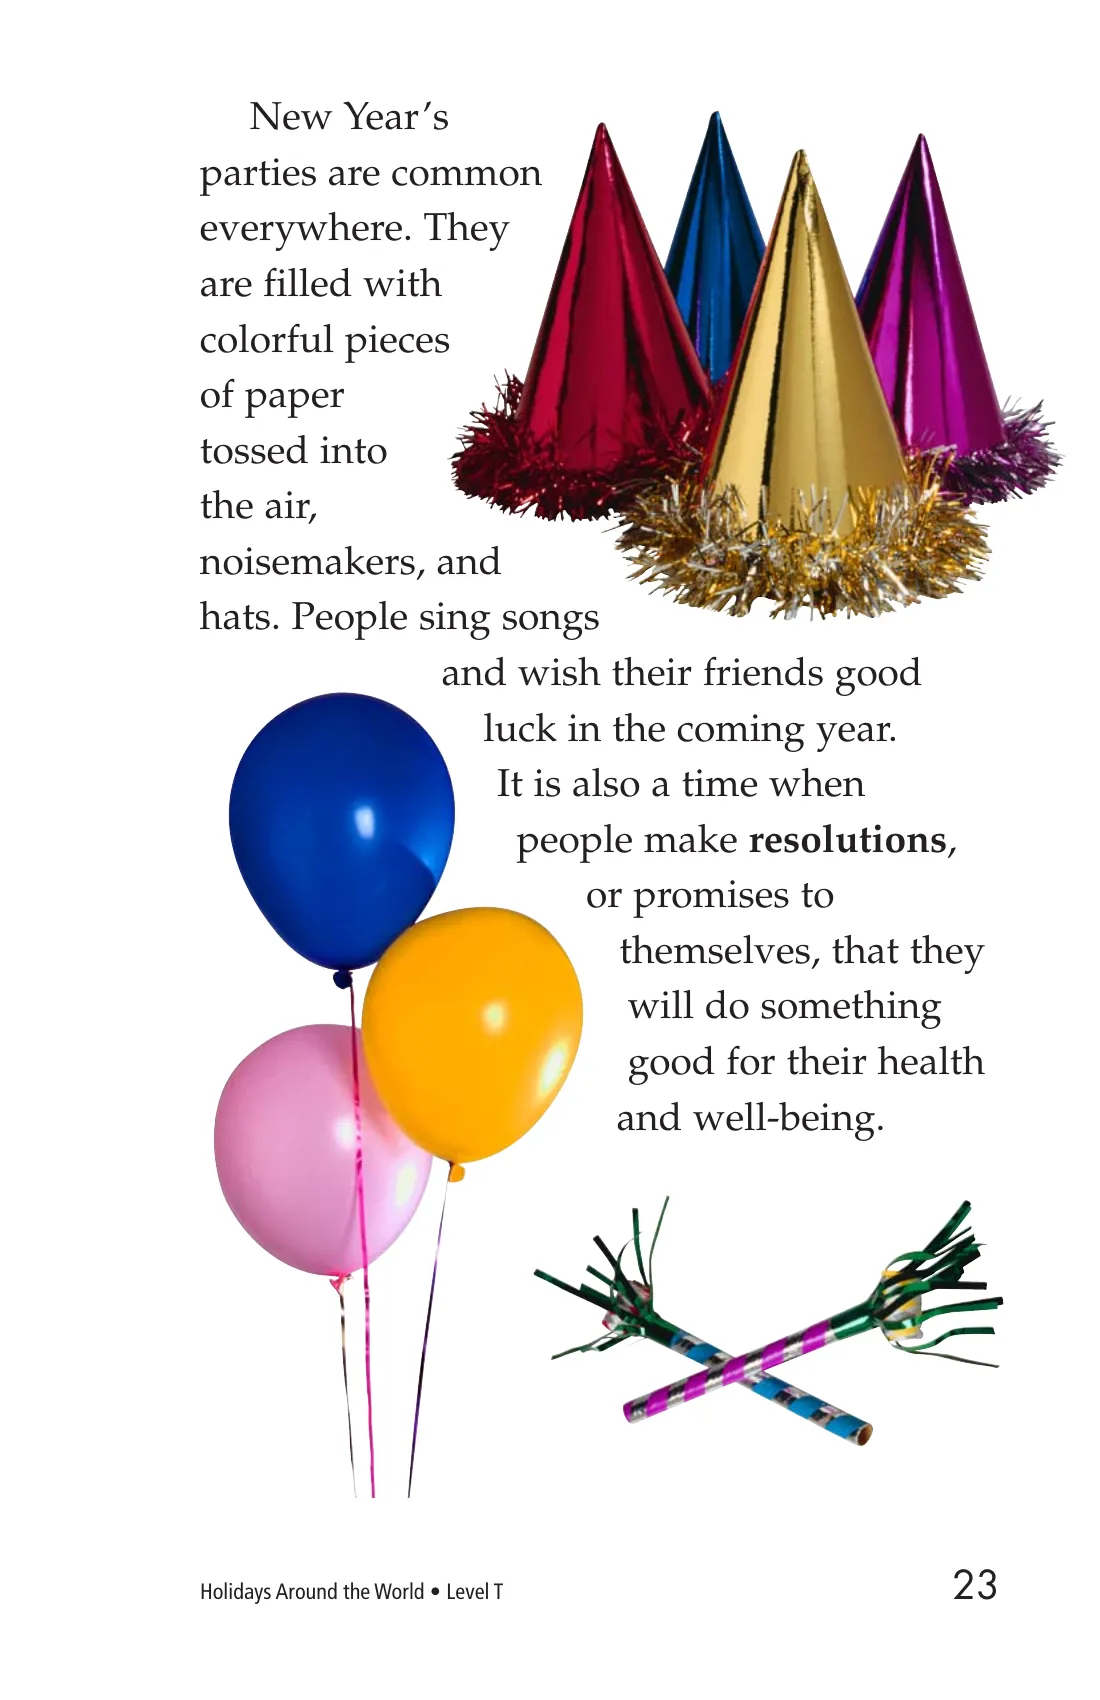 New Year’s
parties are common
everywhere. They
are filled with
colorful pieces
of paper
tossed into
the air,
noisemakers, and
hats. People sing songs
and wish their friends good
luck in the coming year.
It is also a time when
people make resolutions,
or promises to
themselves, that they
will do something
good for their health
and well-being.
Holidays Around the World • Level T
23